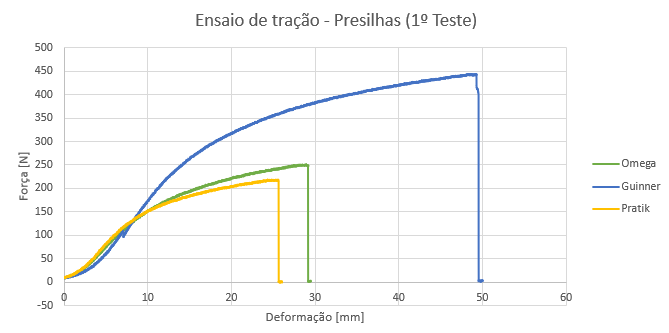 Ensaio de tração - Presilhas (1º Teste)
500
450
400
350
300
250
200
150
100
50
0
-50
Força [N]
0 10 20 30 40 50 60
Deformação [mm]
Omega
Guinner
Pratik